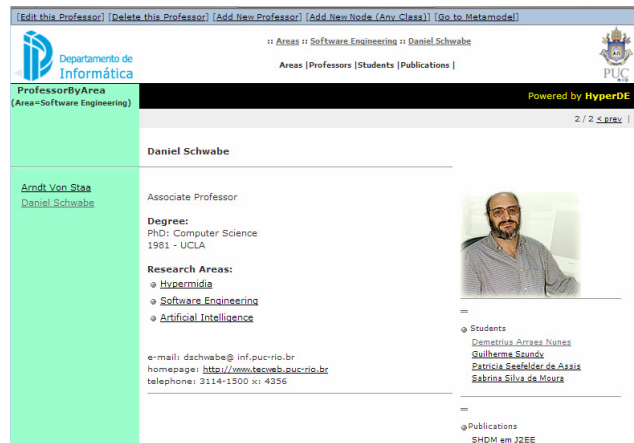 [Edit this Professor] [Delete this Professor] [Add New Professor] [Add New Node (Any Class)] [Go to Metamodel]
Departamento de
Informática
:: Areas :: Software Engineering :: Daniel Schwabe
Areas |Professors |Students |Publications |
PUC
RIO
ProfessorByArea
(Area=Software Engineering)
Powered by HyperDE
2 / 2 < prev |
Arndt Von Staa
Daniel Schwabe
Daniel Schwabe
Associate Professor
Degree:
PhD: Computer Science
1981 - UCLA
Research Areas:
Hypermidia
Software Engineering
Artificial Intelligence
e-mail: dschwabe@ inf.puc-rio.br
homepage: http://www.tecweb.puc-rio.br
telephone: 3114-1500 x: 4356
Students
Demetrius Arraes Nunes
Guilherme Szundy
Patricia Seefelder de Assis
Sabrina Silva de Moura
Publications
SHDM em J2EE